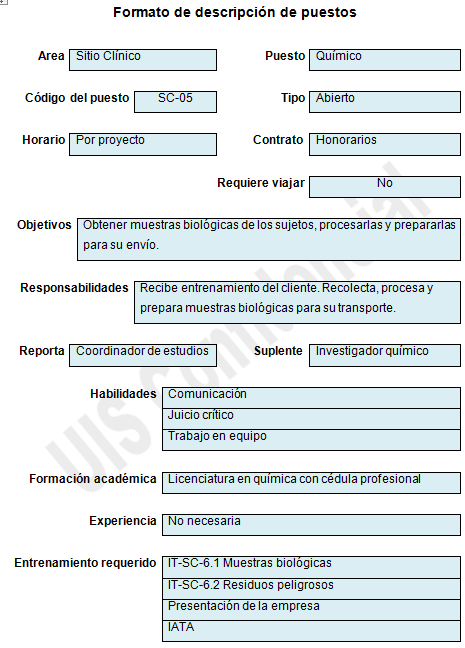 Formato de descripción de puestos
Area Sitio Clínico Puesto Químico
Código del puesto SC-05 Tipo Abierto
Horario Por proyecto Contrato Honorarios
Requiere viajar No
Objetivos Obtener muestras biológicas de los sujetos, procesarlas y prepararlas
para su envío.
Responsabilidades Recibe entrenamiento del cliente. Recolecta, procesa y
prepara muestras biológicas para su transporte.
Reporta Coordinador de estudios Suplente Investigador químico
Habilidades Comunicación
Juicio crítico
Trabajo en equipo
Formación académica Licenciatura en química con cédula profesional
Experiencia No necesaria
Entrenamiento requerido IT-SC-6.1 Muestras biológicas
IT-SC-6.2 Residuos peligrosos
Presentación de la empresa
IATA
UIS Confidencial